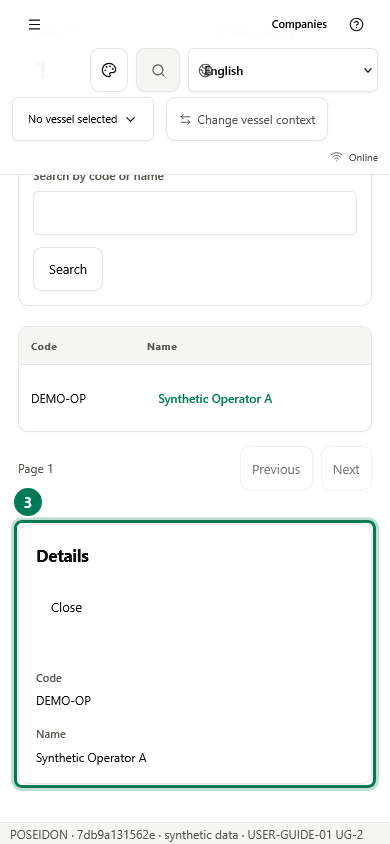 Companies
1
English
No vessel selected
Change vessel context
Online
Search by code or name
Search
Code Name
DEMO-OP Synthetic Operator A
Page 1
Previous Next
3
Details
Close
Code
DEMO-OP
Name
Synthetic Operator A
POSEIDON · 7db9a131562e · synthetic data · USER-GUIDE-01 UG-2